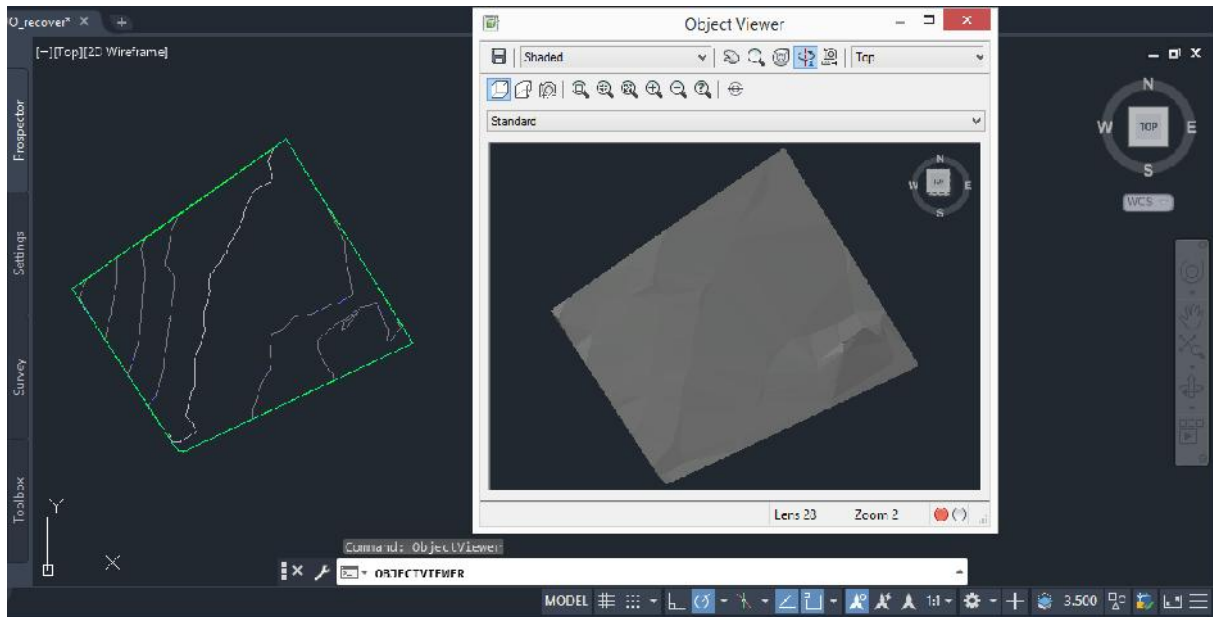 O_recover*
[−][Top][2D Wireframe]
Prospector
Settings
Survey
Toolbox
Y
X
Object Viewer
Shaded
Top
Standard
N
W
E
S
Lens 23
Zoom 2
N
W
TOP
E
S
WCS
Command: ObjectViewer
OBJECTVIEWER
MODEL
1:1
3.500